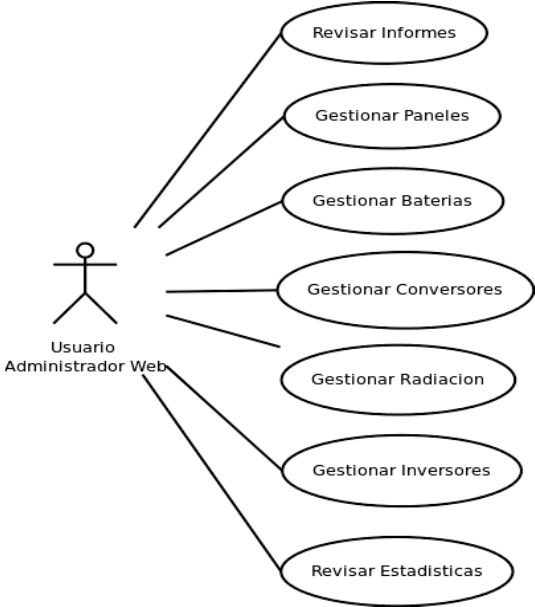 Revisar Informes
Gestionar Paneles
Gestionar Baterias
Gestionar Conversores
Usuario
Administrador Web
Gestionar Radiacion
Gestionar Inversores
Revisar Estadisticas